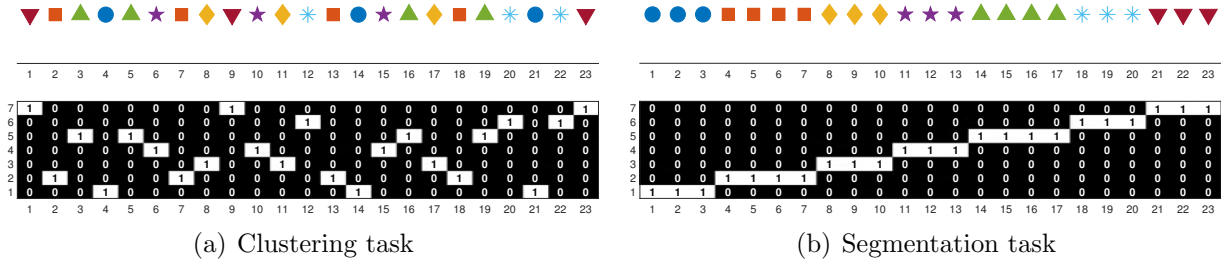 1 2 3 4 5 6 7 8 9 10 11 12 13 14 15 16 17 18 19 20 21 22 23
7 1 0 0 0 0 0 0 0 1 0 0 0 0 0 0 0 0 0 0 0 0 0 1
6 0 0 0 0 0 0 0 0 0 0 0 1 0 0 0 0 0 0 0 1 0 1 0
5 0 0 1 0 1 0 0 0 0 0 0 0 0 0 0 1 0 0 1 0 0 0 0
4 0 0 0 0 0 1 0 0 0 1 0 0 0 0 1 0 0 0 0 0 0 0 0
3 0 0 0 0 0 0 0 1 0 0 1 0 0 0 0 0 1 0 0 0 0 0 0
2 0 1 0 0 0 0 1 0 0 0 0 0 1 0 0 0 0 1 0 0 0 0 0
1 0 0 0 1 0 0 0 0 0 0 0 0 0 1 0 0 0 0 0 0 1 0 0
1 2 3 4 5 6 7 8 9 10 11 12 13 14 15 16 17 18 19 20 21 22 23
(a) Clustering task
1 2 3 4 5 6 7 8 9 10 11 12 13 14 15 16 17 18 19 20 21 22 23
7 0 0 0 0 0 0 0 0 0 0 0 0 0 0 0 0 0 0 0 0 1 1 1
6 0 0 0 0 0 0 0 0 0 0 0 0 0 0 0 0 0 1 1 1 0 0 0
5 0 0 0 0 0 0 0 0 0 0 0 0 0 1 1 1 1 0 0 0 0 0 0
4 0 0 0 0 0 0 0 0 0 0 1 1 1 0 0 0 0 0 0 0 0 0 0
3 0 0 0 0 0 0 0 1 1 1 0 0 0 0 0 0 0 0 0 0 0 0 0
2 0 0 0 1 1 1 1 0 0 0 0 0 0 0 0 0 0 0 0 0 0 0 0
1 1 1 1 0 0 0 0 0 0 0 0 0 0 0 0 0 0 0 0 0 0 0 0
1 2 3 4 5 6 7 8 9 10 11 12 13 14 15 16 17 18 19 20 21 22 23
(b) Segmentation task